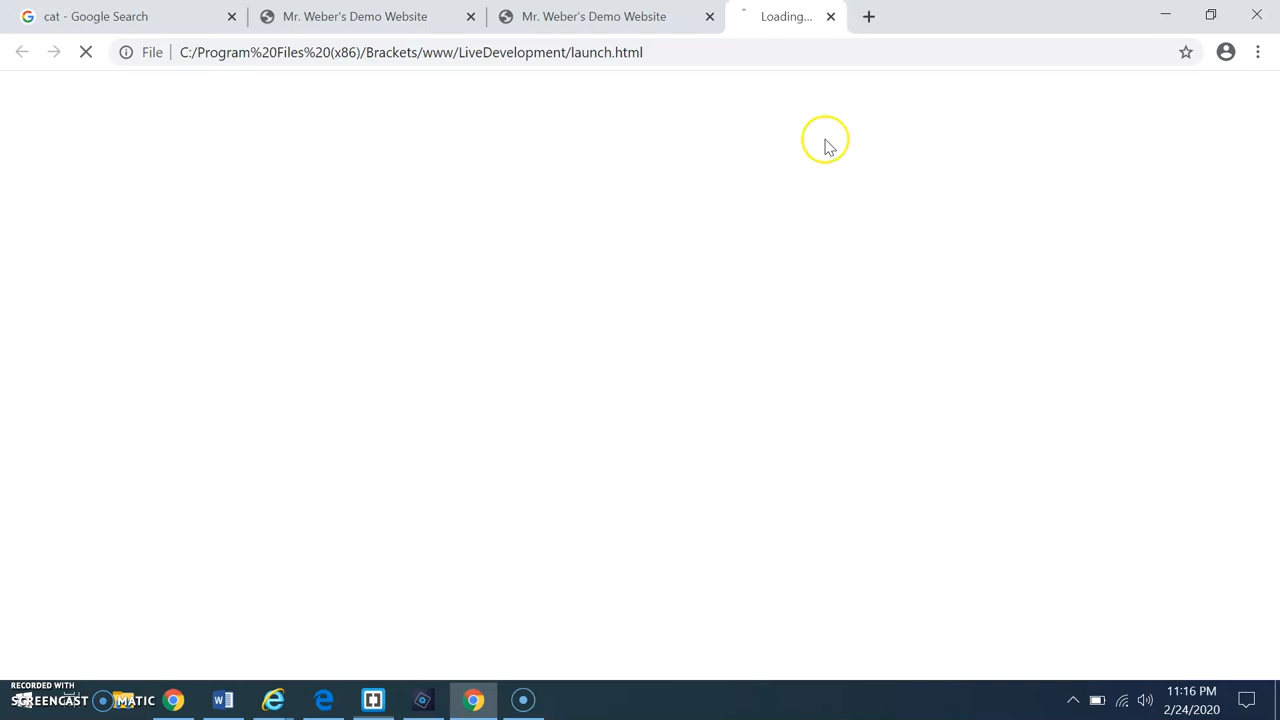 cat - Google Search
Mr. Weber's Demo Website
Mr. Weber's Demo Website
Loading...
File
C:/Program%20Files%20(x86)/Brackets/www/LiveDevelopment/launch.html
RECORDED WITH
SCREENCAST MATIC
11:16 PM
2/24/2020